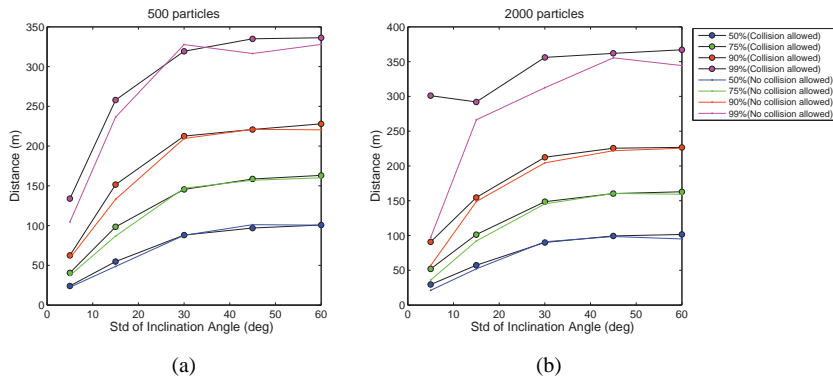 500 particles
350
300
250
200
150
100
50
0
Distance (m)
0 10 20 30 40 50 60
Std of Inclination Angle (deg)
(a)
2000 particles
400
350
300
250
200
150
100
50
0
Distance (m)
0 10 20 30 40 50 60
Std of Inclination Angle (deg)
(b)
50%(Collision allowed)
75%(Collision allowed)
90%(Collision allowed)
99%(Collision allowed)
50%(No collision allowed)
75%(No collision allowed)
90%(No collision allowed)
99%(No collision allowed)